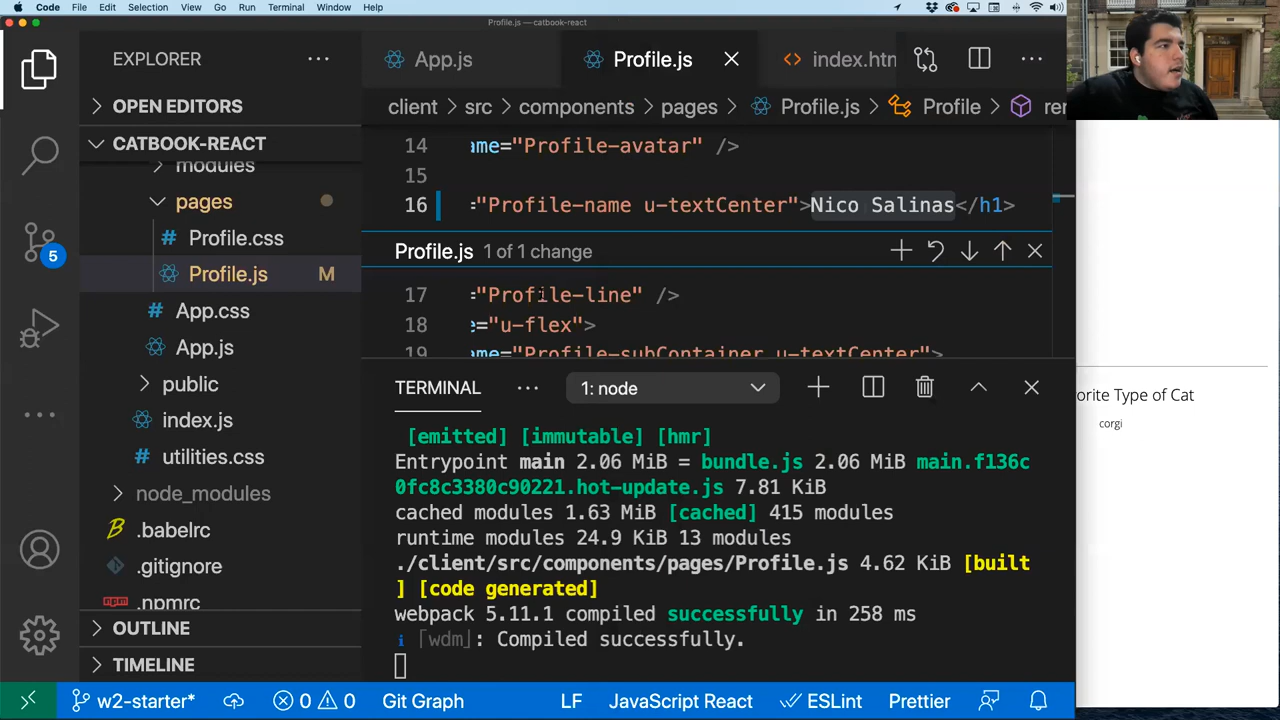 Code File Edit Selection View Go Run Terminal Window Help
Profile.js — catbook-react
EXPLORER
App.js
Profile.js
index.htn
OPEN EDITORS
client > src > components > pages > Profile.js > Profile >
CATBOOK-REACT
modules
pages
Profile.css
Profile.js M
App.css
App.js
public
index.js
utilities.css
node_modules
.babelrc
.gitignore
.npmrc
OUTLINE
TIMELINE
5
14 ame="Profile-avatar" />
15
16 ="Profile-name u-textCenter">Nico Salinas</h1>
Profile.js 1 of 1 change
17 ="Profile-line" />
18 e="u-flex">
19 ame="Profile-subContainer u-textCenter">
TERMINAL
1: node
[emitted] [immutable] [hmr]
Entrypoint main 2.06 MiB = bundle.js 2.06 MiB main.f136c
0fc8c3380c90221.hot-update.js 7.81 KiB
cached modules 1.63 MiB [cached] 415 modules
runtime modules 24.9 KiB 13 modules
./client/src/components/pages/Profile.js 4.62 KiB [built
] [code generated]
webpack 5.11.1 compiled successfully in 258 ms
i ｢wdm｣: Compiled successfully.
orite Type of Cat
corgi
w2-starter* 0 0 Git Graph LF JavaScript React ESLint Prettier